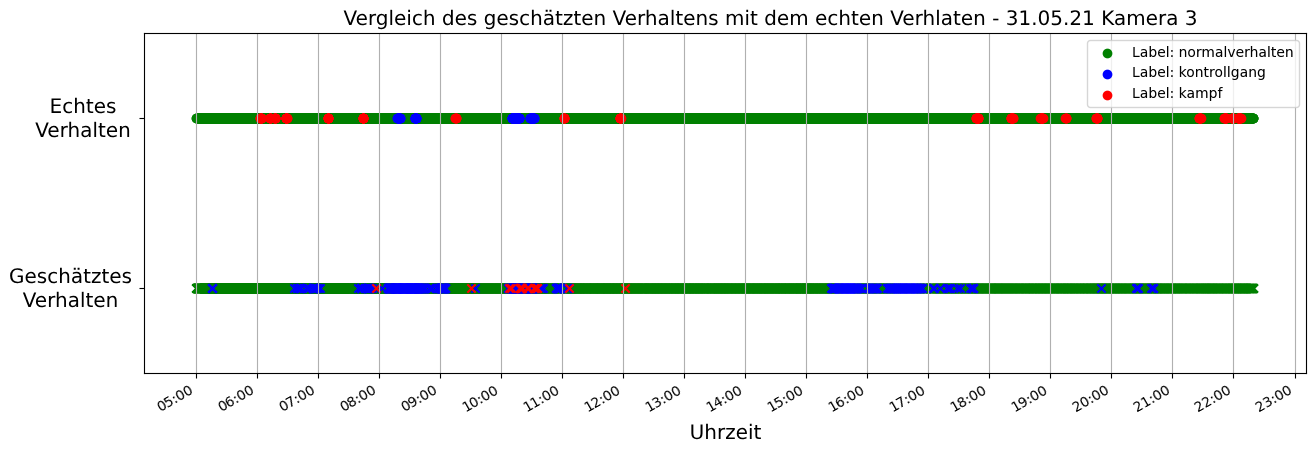 Vergleich des geschätzten Verhaltens mit dem echten Verhlaten - 31.05.21 Kamera 3
Label: normalverhalten
Label: kontrollgang
Label: kampf
Echtes
Verhalten
Geschätztes
Verhalten
05:00 06:00 07:00 08:00 09:00 10:00 11:00 12:00 13:00 14:00 15:00 16:00 17:00 18:00 19:00 20:00 21:00 22:00 23:00
Uhrzeit